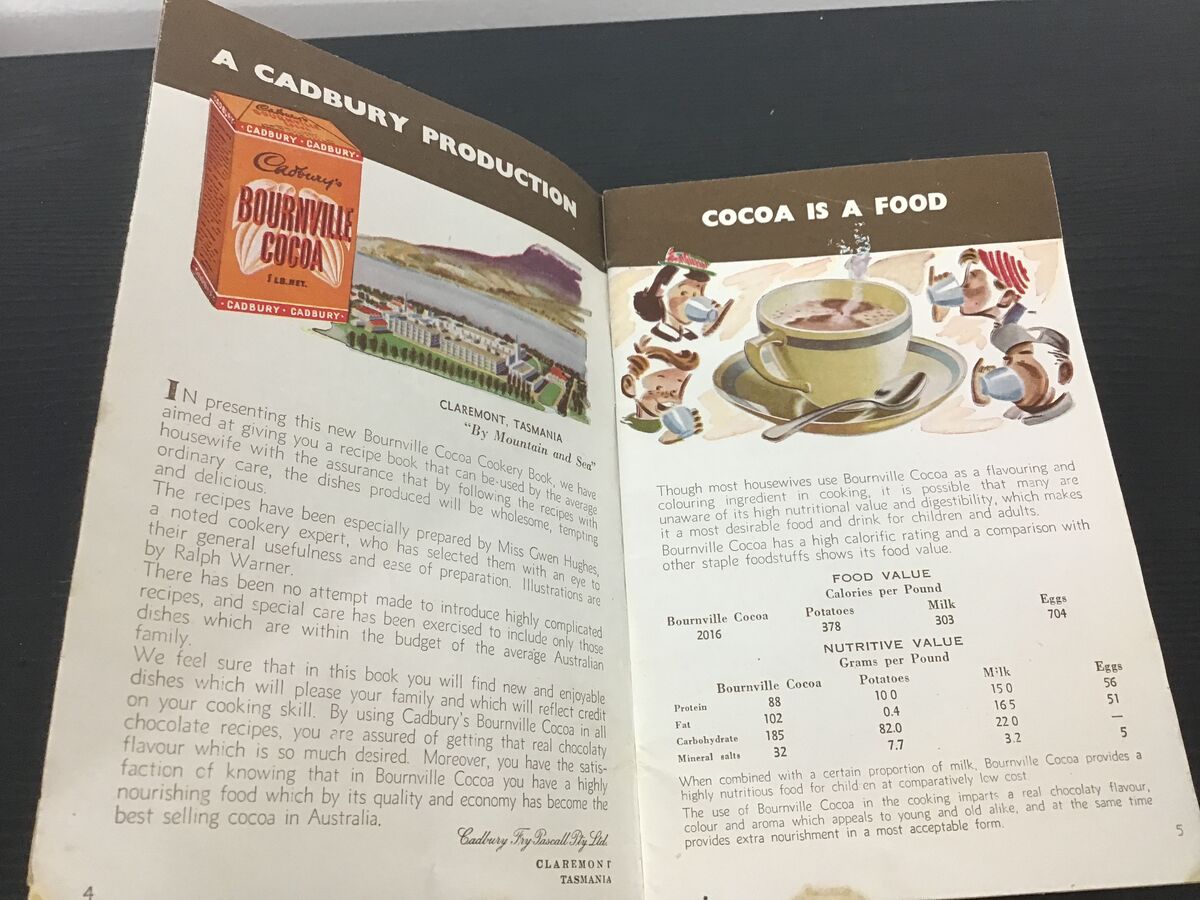 A CADBURY PRODUCTION
Cadbury's
· CADBURY · CADBURY ·
Cadbury's
BOURNVILLE
COCOA
1 LB. NET.
· CADBURY · CADBURY ·
CLAREMONT, TASMANIA
"By Mountain and Sea"
IN presenting this new Bournville Cocoa Cookery Book, we have
aimed at giving you a recipe book that can be used by the average
housewife with the assurance that by following the recipes with
ordinary care, the dishes produced will be wholesome, tempting
and delicious.
The recipes have been especially prepared by Miss Gwen Hughes,
a noted cookery expert, who has selected them with an eye to
their general usefulness and ease of preparation. Illustrations are
by Ralph Warner.
There has been no attempt made to introduce highly complicated
recipes, and special care has been exercised to include only those
dishes which are within the budget of the average Australian
family.
We feel sure that in this book you will find new and enjoyable
dishes which will please your family and which will reflect credit
on your cooking skill. By using Cadbury's Bournville Cocoa in all
chocolate recipes, you are assured of getting that real chocolaty
flavour which is so much desired. Moreover, you have the satis-
faction of knowing that in Bournville Cocoa you have a highly
nourishing food which by its quality and economy has become the
best selling cocoa in Australia.
Cadbury Fry Pascall Pty Ltd.
CLAREMONT
TASMANIA
4
COCOA IS A FOOD
Though most housewives use Bournville Cocoa as a flavouring and
colouring ingredient in cooking, it is possible that many are
unaware of its high nutritional value and digestibility, which makes
it a most desirable food and drink for children and adults.
Bournville Cocoa has a high calorific rating and a comparison with
other staple foodstuffs shows its food value.
FOOD VALUE
Calories per Pound
Bournville Cocoa Potatoes Milk Eggs
2016 378 303 704
NUTRITIVE VALUE
Grams per Pound
Bournville Cocoa Potatoes Milk Eggs
Protein 88 10 0 15 0 56
Fat 102 0.4 16 5 51
Carbohydrate 185 82.0 22 0 —
Mineral salts 32 7.7 3.2 5
When combined with a certain proportion of milk, Bournville Cocoa provides a
highly nutritious food for child en at comparatively low cost
The use of Bournville Cocoa in the cooking imparts a real chocolaty flavour,
colour and aroma which appeals to young and old alike, and at the same time
provides extra nourishment in a most acceptable form.
5